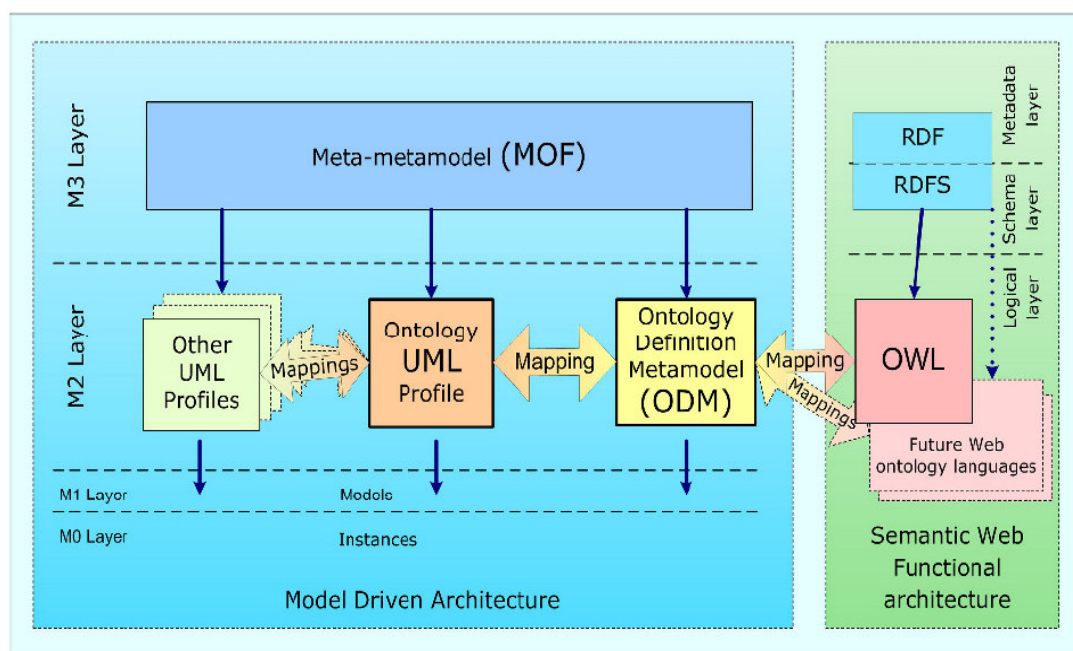 M3 Layer
Meta-metamodel (MOF)
M2 Layer
Other
UML
Profiles
Mappings
Ontology
UML
Profile
Mapping
Ontology
Definition
Metamodel
(ODM)
Mapping
Mappings
M1 Layer
Models
M0 Layer
Instances
Model Driven Architecture
RDF
RDFS
Metadata
layer
Schema
layer
Logical
layer
OWL
Future Web
ontology languages
Semantic Web
Functional
architecture